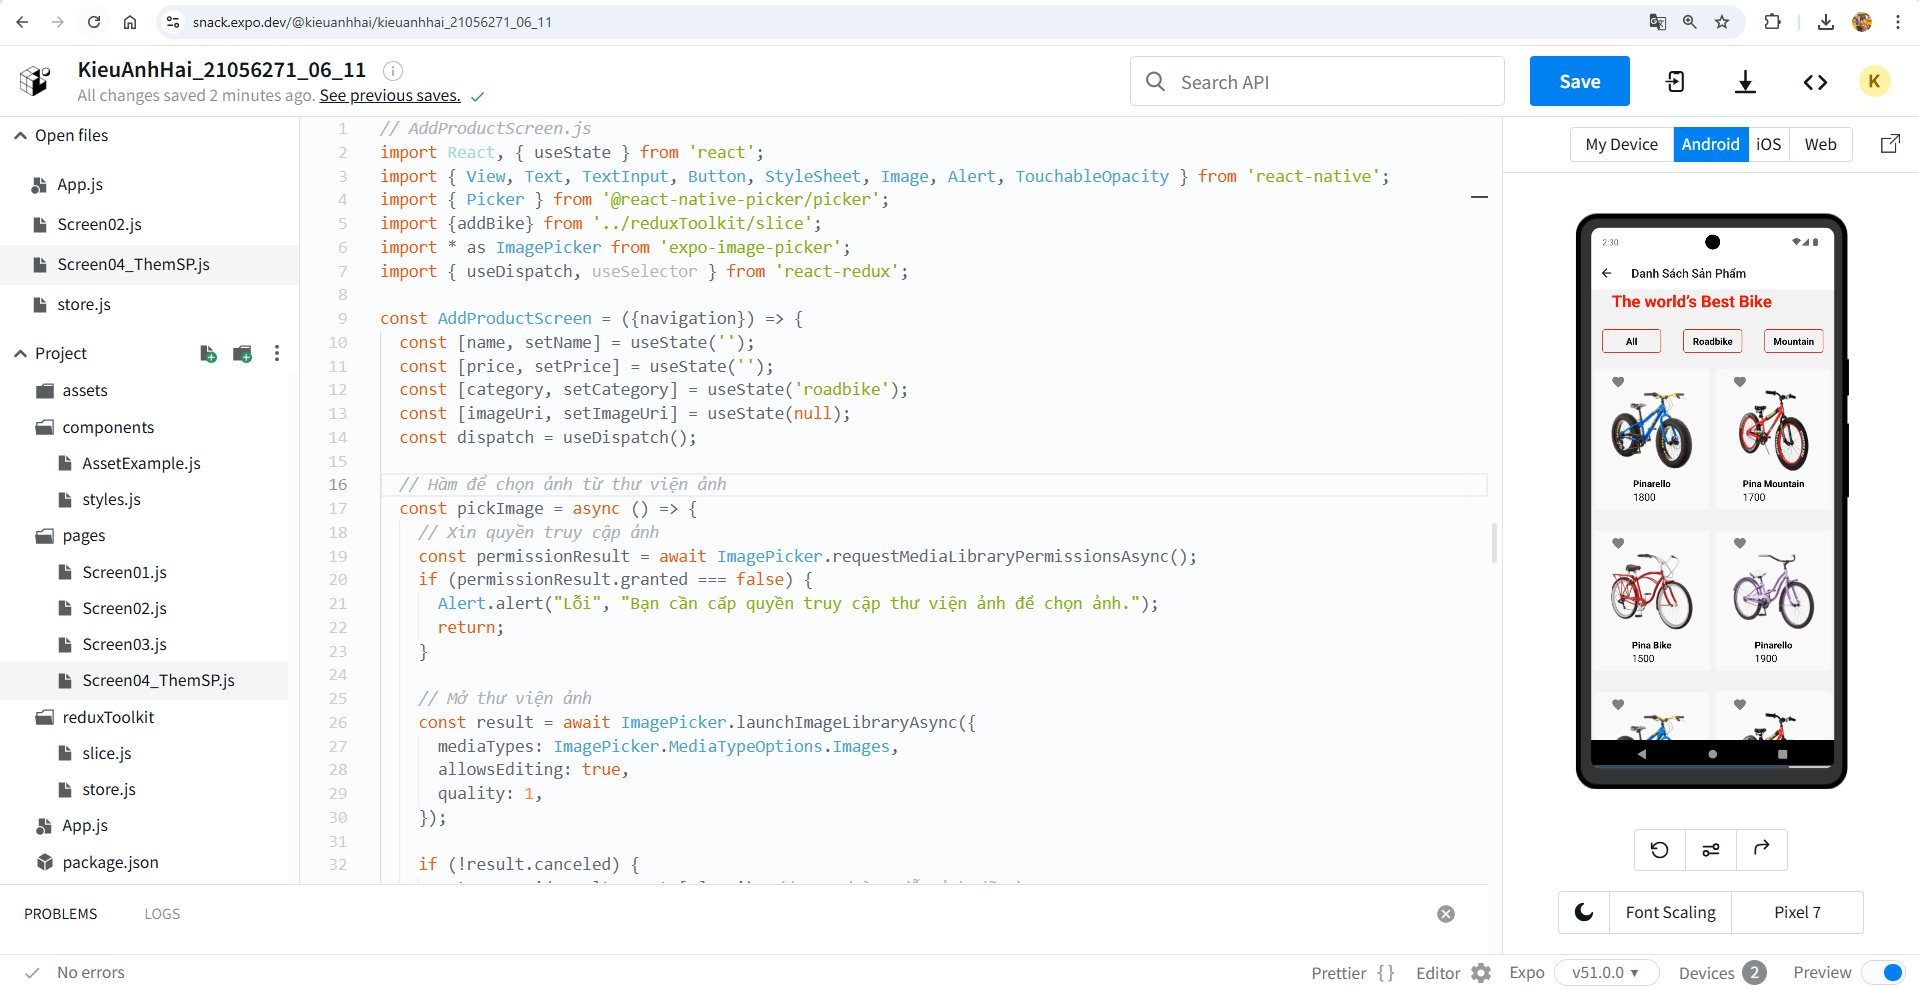 snack.expo.dev/@kieuanhhai/kieuanhhai_21056271_06_11
KieuAnhHai_21056271_06_11
All changes saved 2 minutes ago. See previous saves.
Search API
Save
K
Open files
App.js
Screen02.js
Screen04_ThemSP.js
store.js
Project
assets
components
AssetExample.js
styles.js
pages
Screen01.js
Screen02.js
Screen03.js
Screen04_ThemSP.js
reduxToolkit
slice.js
store.js
App.js
package.json
1 // AddProductScreen.js
2 import React, { useState } from 'react';
3 import { View, Text, TextInput, Button, StyleSheet, Image, Alert, TouchableOpacity } from 'react-native';
4 import { Picker } from '@react-native-picker/picker';
5 import {addBike} from '../reduxToolkit/slice';
6 import * as ImagePicker from 'expo-image-picker';
7 import { useDispatch, useSelector } from 'react-redux';
8
9 const AddProductScreen = ({navigation}) => {
10 const [name, setName] = useState('');
11 const [price, setPrice] = useState('');
12 const [category, setCategory] = useState('roadbike');
13 const [imageUri, setImageUri] = useState(null);
14 const dispatch = useDispatch();
15
16 // Hàm để chọn ảnh từ thư viện ảnh
17 const pickImage = async () => {
18 // Xin quyền truy cập ảnh
19 const permissionResult = await ImagePicker.requestMediaLibraryPermissionsAsync();
20 if (permissionResult.granted === false) {
21 Alert.alert("Lỗi", "Bạn cần cấp quyền truy cập thư viện ảnh để chọn ảnh.");
22 return;
23 }
24
25 // Mở thư viện ảnh
26 const result = await ImagePicker.launchImageLibraryAsync({
27 mediaTypes: ImagePicker.MediaTypeOptions.Images,
28 allowsEditing: true,
29 quality: 1,
30 });
31
32 if (!result.canceled) {
My Device
Android
iOS
Web
2:30
Danh Sách Sản Phẩm
The world's Best Bike
All
Roadbike
Mountain
Pinarello
1800
Pina Mountain
1700
Pina Bike
1500
Pinarello
1900
Font Scaling
Pixel 7
PROBLEMS
LOGS
No errors
Prettier { }
Editor
Expo
v51.0.0
Devices 2
Preview